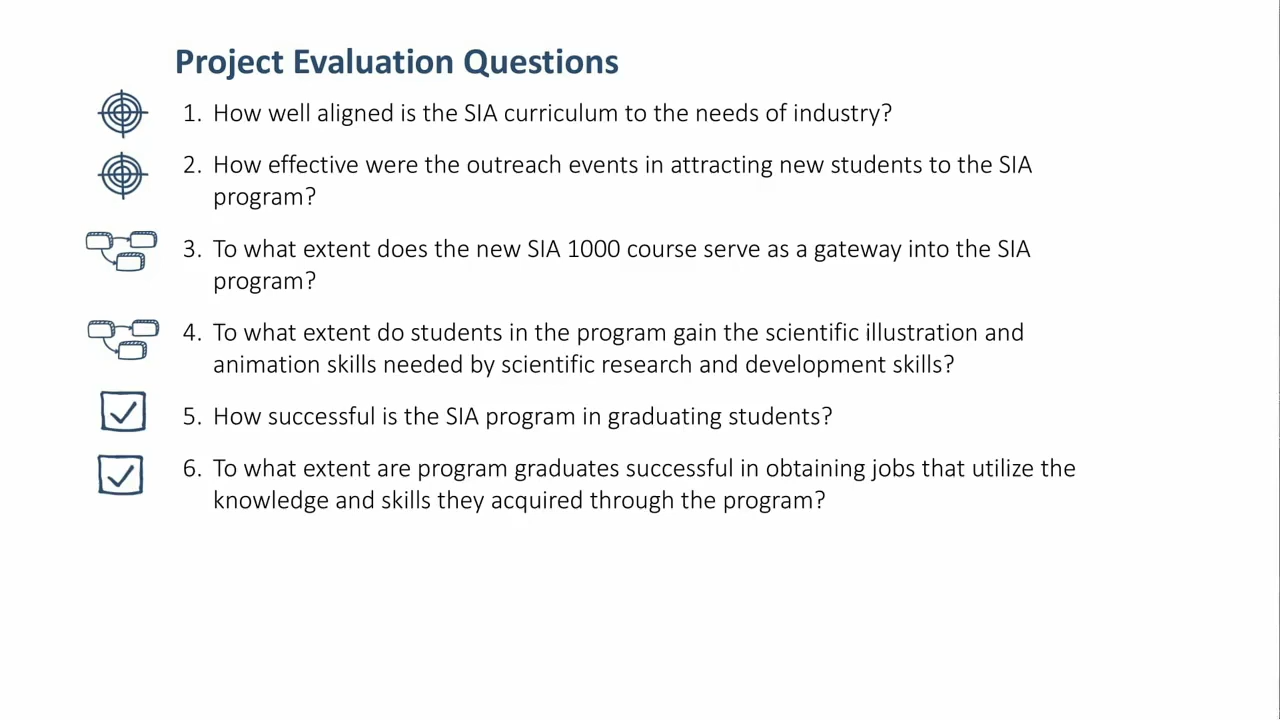 Project Evaluation Questions
1. How well aligned is the SIA curriculum to the needs of industry?
2. How effective were the outreach events in attracting new students to the SIA
program?
3. To what extent does the new SIA 1000 course serve as a gateway into the SIA
program?
4. To what extent do students in the program gain the scientific illustration and
animation skills needed by scientific research and development skills?
5. How successful is the SIA program in graduating students?
6. To what extent are program graduates successful in obtaining jobs that utilize the
knowledge and skills they acquired through the program?